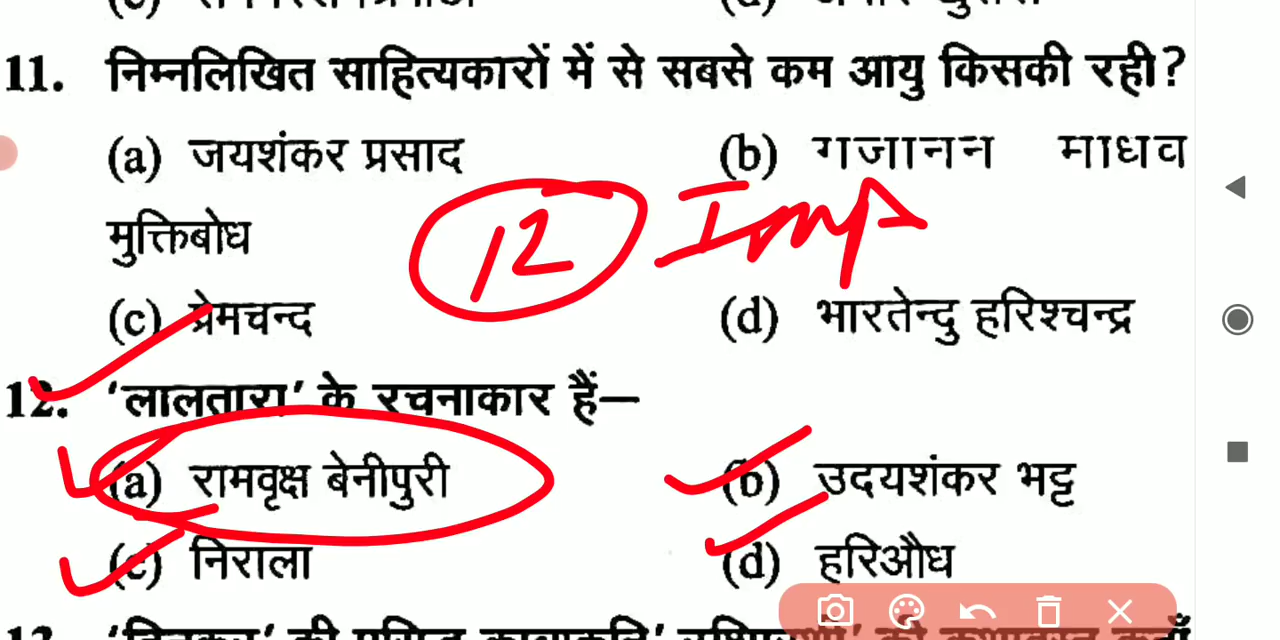 11. निम्नलिखित साहित्यकारों में से सबसे कम आयु किसकी रही?
(a) जयशंकर प्रसाद (b) गजानन माधव
मुक्तिबोध
12 Imp
(c) प्रेमचन्द (d) भारतेन्दु हरिश्चन्द्र
12. 'लालतारा' के रचनाकार हैं—
(a) रामवृक्ष बेनीपुरी (b) उदयशंकर भट्ट
(c) निराला (d) हरिऔध